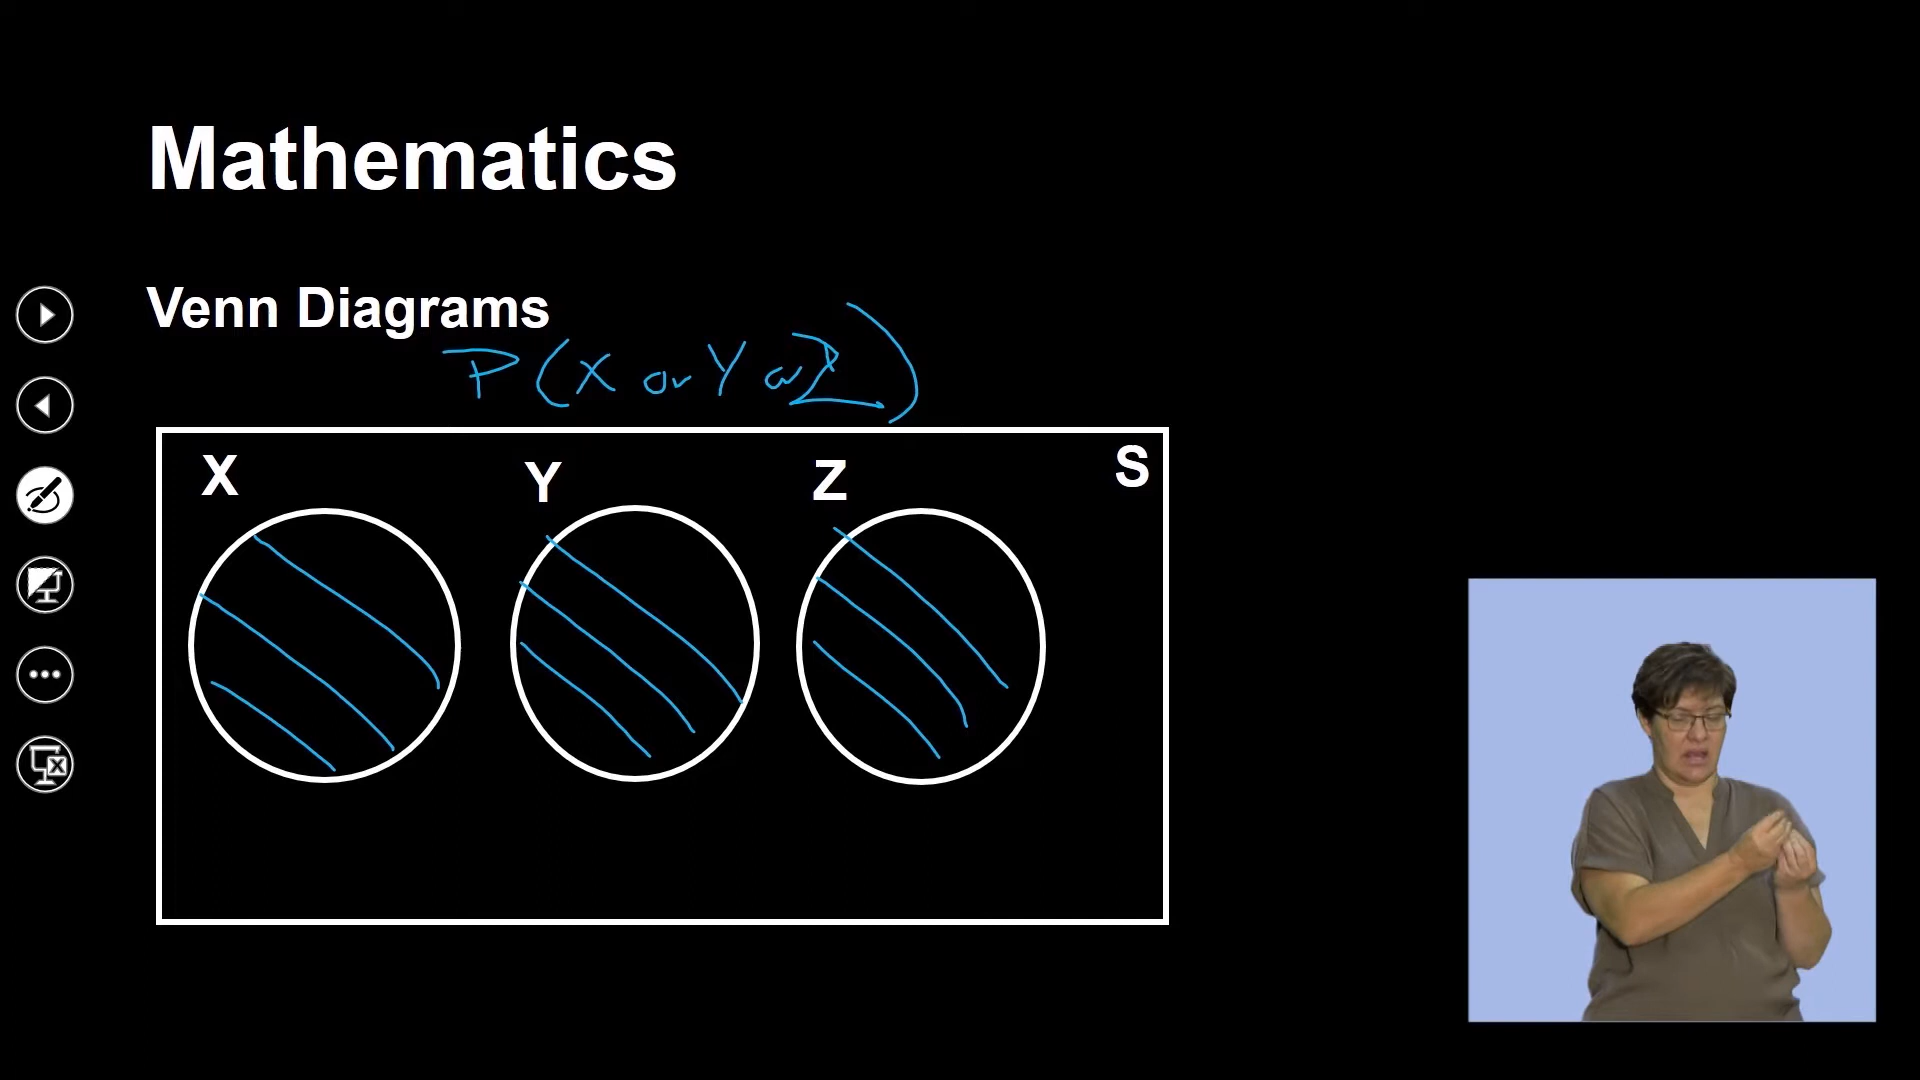 Mathematics
Venn Diagrams
P(X or Y or Z)
X Y Z S